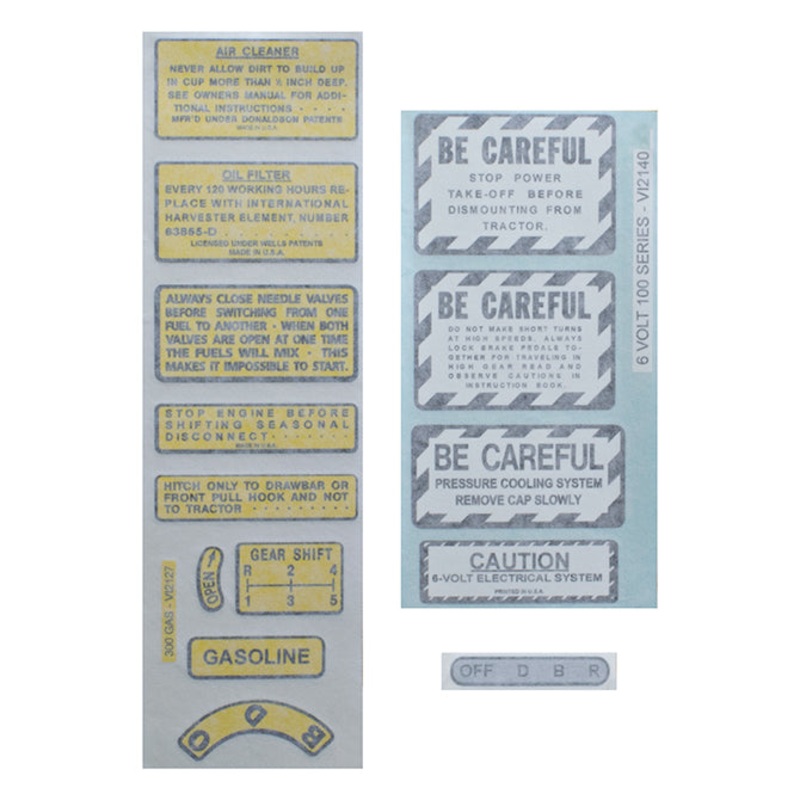 AIR CLEANER
NEVER ALLOW DIRT TO BUILD UP
IN CUP MORE THAN ½ INCH DEEP.
SEE OWNERS MANUAL FOR ADDI-
TIONAL INSTRUCTIONS . . . .
MFR'D UNDER DONALDSON PATENTS
MADE IN U.S.A.
OIL FILTER
EVERY 120 WORKING HOURS RE-
PLACE WITH INTERNATIONAL
HARVESTER ELEMENT, NUMBER
63865-D . . . . . . . . .
LICENSED UNDER WELLS PATENTS
MADE IN U.S.A.
ALWAYS CLOSE NEEDLE VALVES
BEFORE SWITCHING FROM ONE
FUEL TO ANOTHER · WHEN BOTH
VALVES ARE OPEN AT ONE TIME
THE FUELS WILL MIX · THIS
MAKES IT IMPOSSIBLE TO START.
STOP ENGINE BEFORE
SHIFTING SEASONAL
DISCONNECT . . . . . . .
MADE IN U.S.A.
HITCH ONLY TO DRAWBAR OR
FRONT PULL HOOK AND NOT
TO TRACTOR . . . . . . . . .
OPEN
GEAR SHIFT
R 2 4
1 3 5
300 GAS - VI2127
GASOLINE
O D R
BE CAREFUL
STOP POWER
TAKE-OFF BEFORE
DISMOUNTING FROM
TRACTOR.
BE CAREFUL
DO NOT MAKE SHORT TURNS
AT HIGH SPEEDS. ALWAYS
LOCK BRAKE PEDALS TO-
GETHER FOR TRAVELING IN
HIGH GEAR READ AND
OBSERVE CAUTIONS IN
INSTRUCTION BOOK.
BE CAREFUL
PRESSURE COOLING SYSTEM
REMOVE CAP SLOWLY
CAUTION
6-VOLT ELECTRICAL SYSTEM
PRINTED IN U.S.A.
6 VOLT 100 SERIES - VI2140
OFF D B R